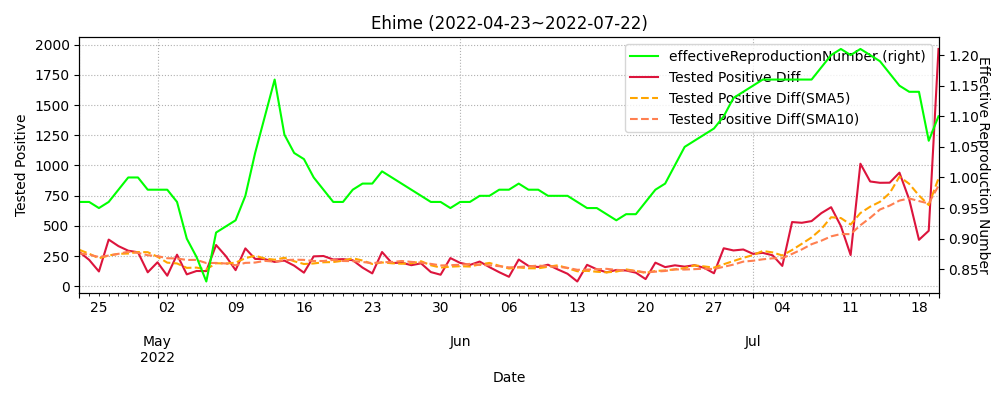 Ehime (2022-04-23~2022-07-22)
2000
1750
1500
1250
1000
750
500
250
0
Tested Positive
effectiveReproductionNumber (right)
Tested Positive Diff
Tested Positive Diff(SMA5)
Tested Positive Diff(SMA10)
1.20
1.15
1.10
1.05
1.00
0.95
0.90
0.85
Effective Reproduction Number
25 02 09 16 23 30 06 13 20 27 04 11 18
May Jun Jul
2022
Date